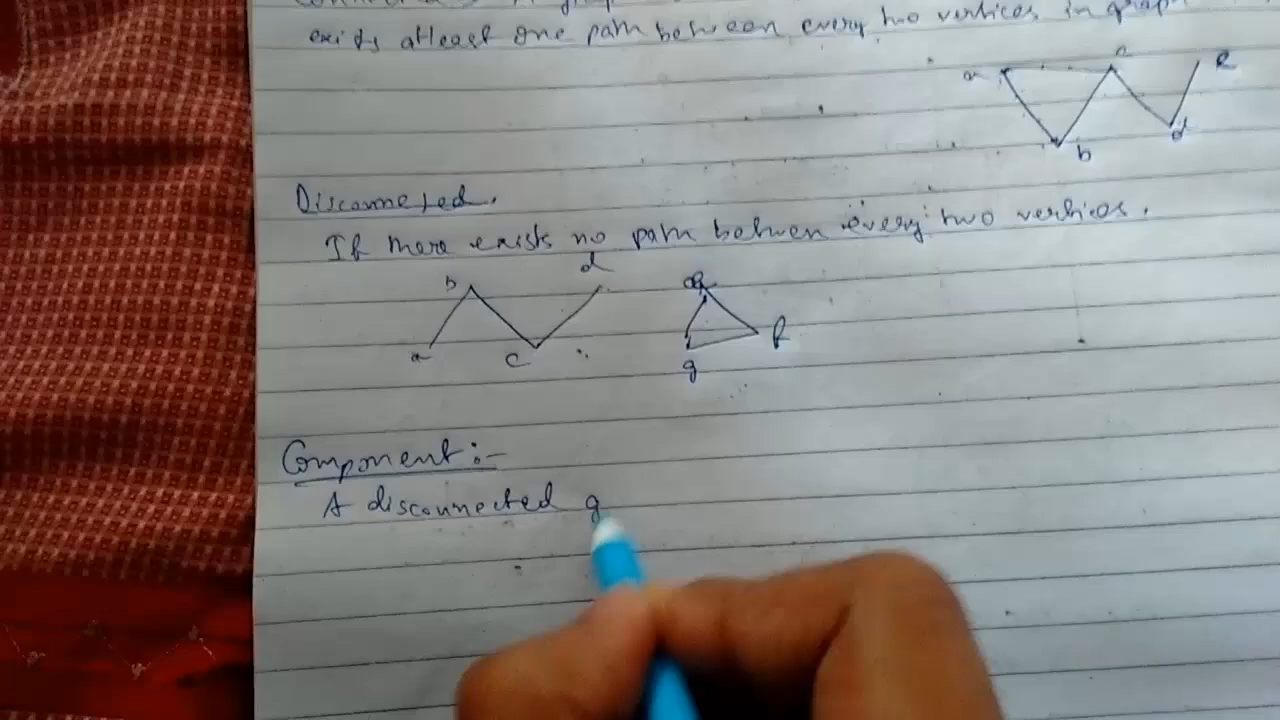 exists atleast one path between every two vertices in graph
a c e
b d
Disconnected.
If there exists no path between every two vertices.
b d e
a c g f
Component :-
A disconnected g